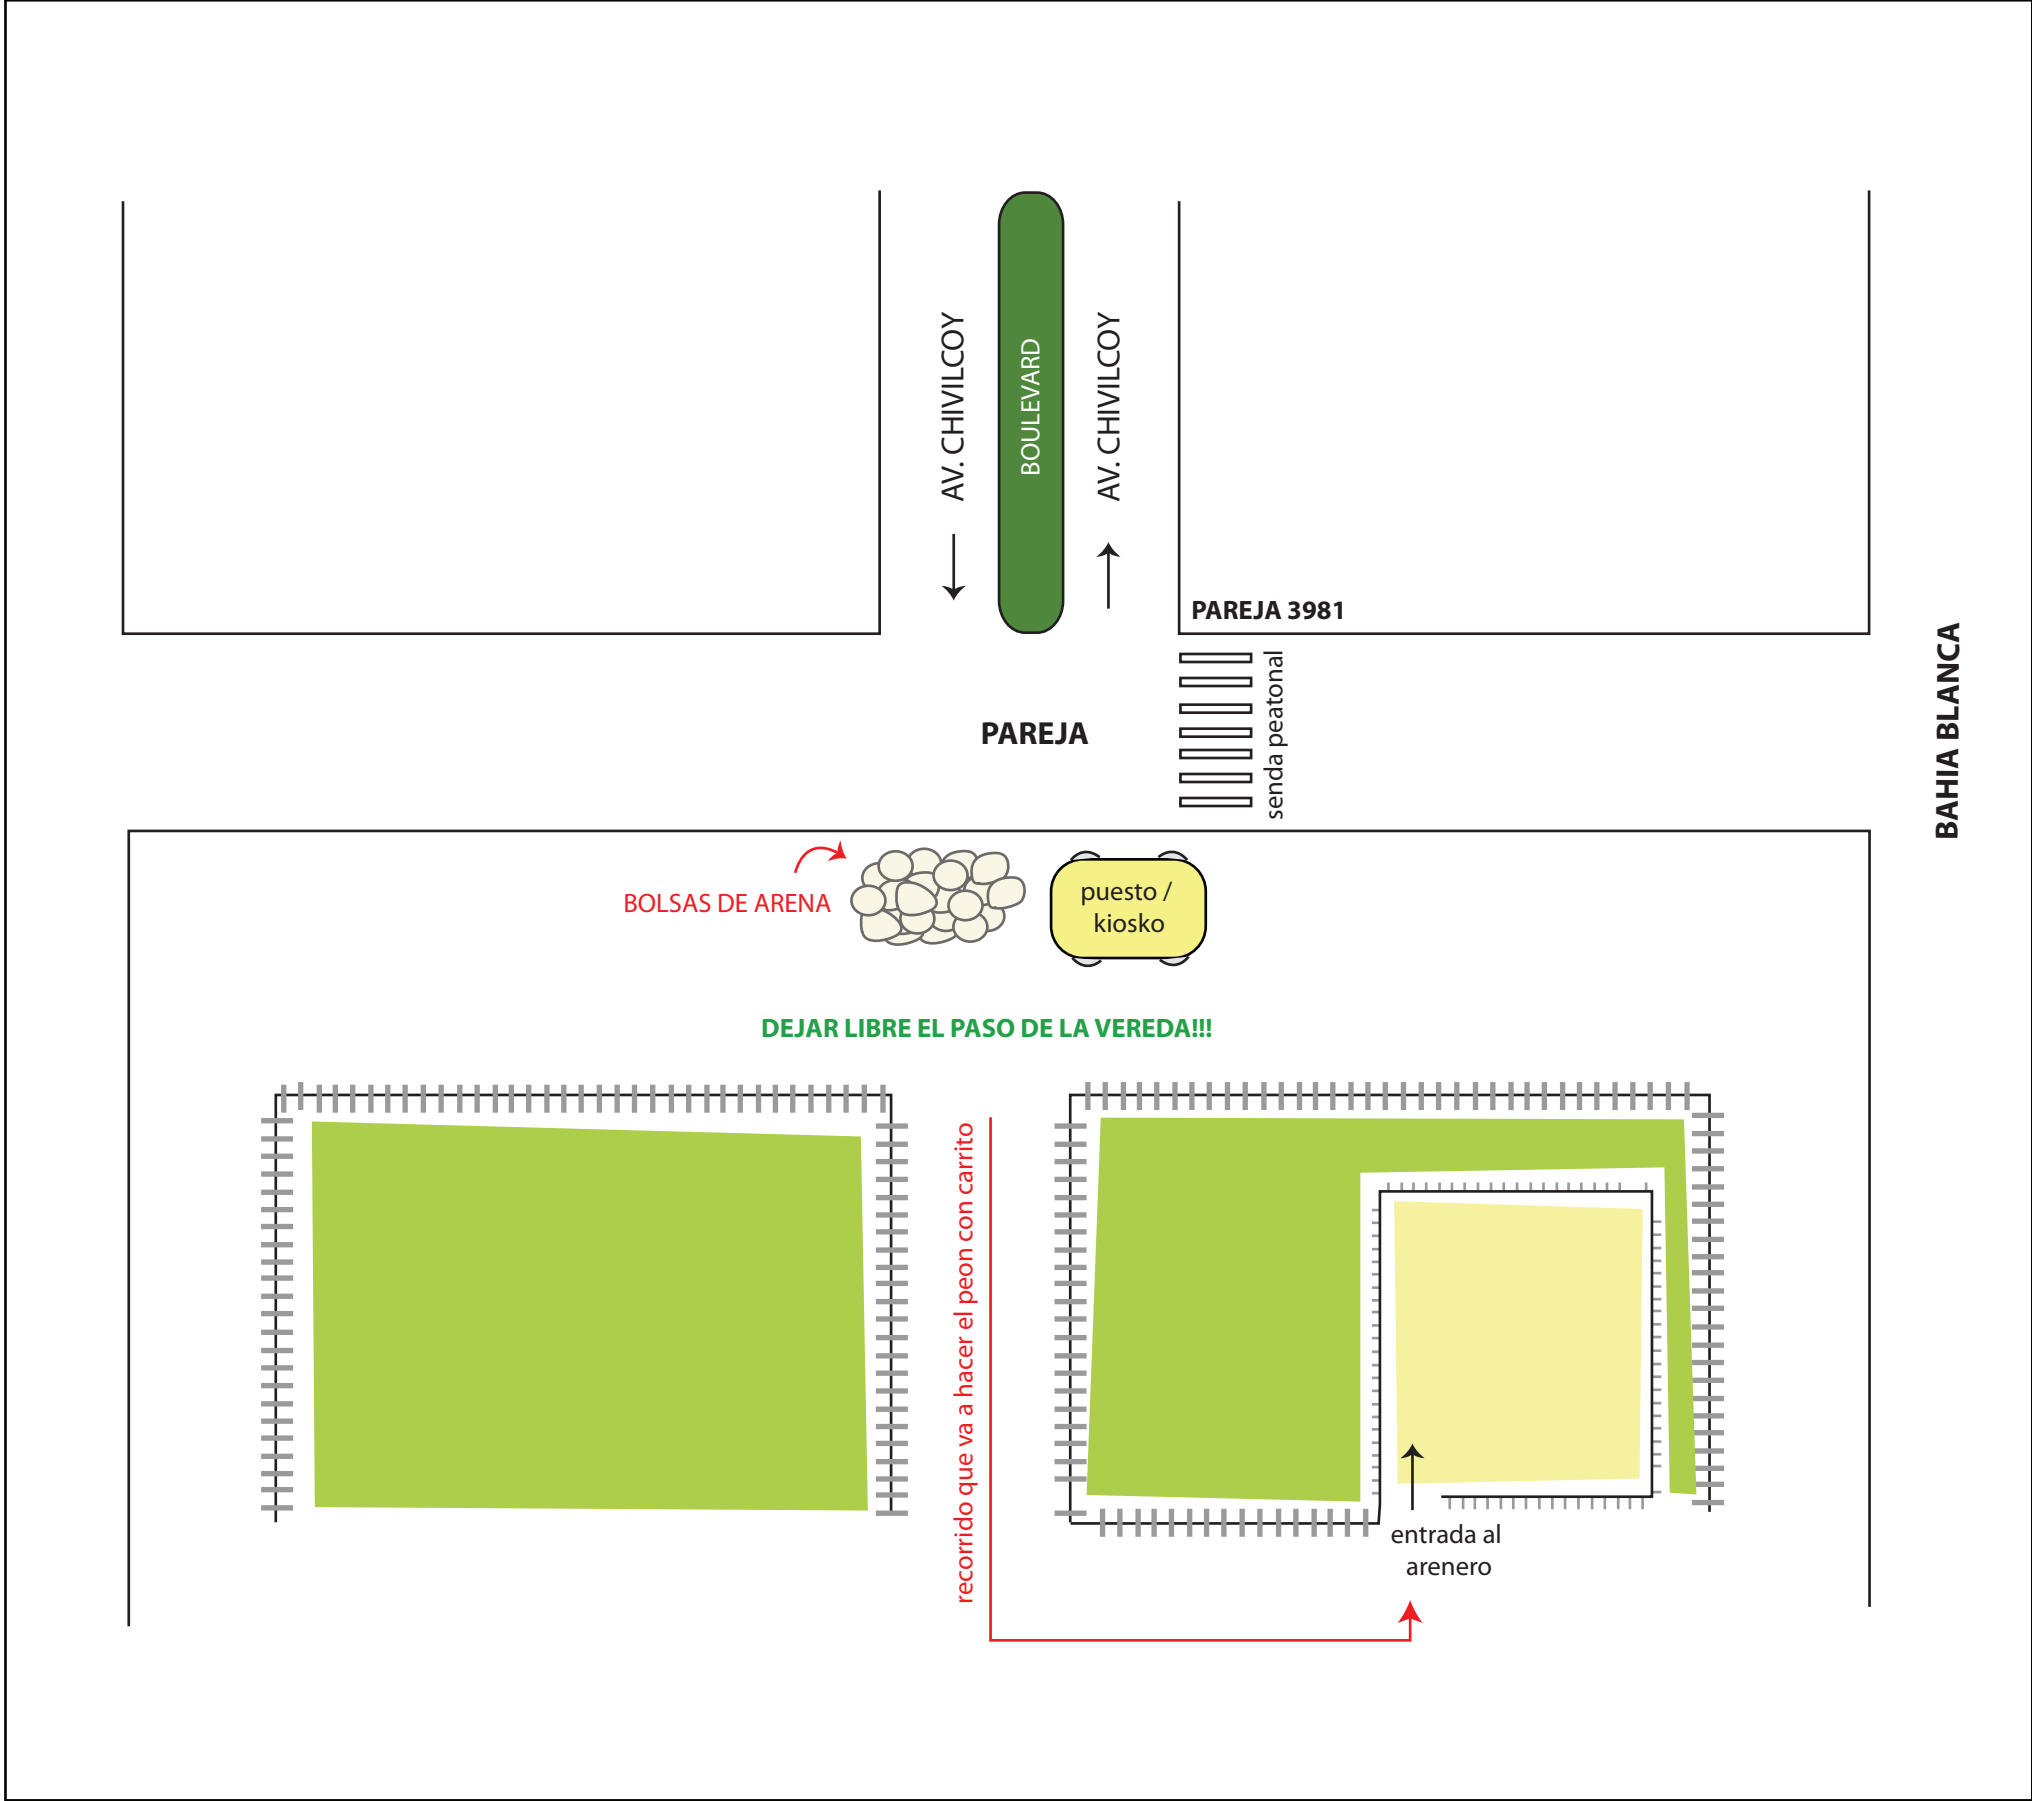 AV. CHIVILCOY
BOULEVARD
AV. CHIVILCOY
PAREJA 3981
PAREJA
senda peatonal
BAHIA BLANCA
BOLSAS DE ARENA
puesto /
kiosko
DEJAR LIBRE EL PASO DE LA VEREDA!!!
recorrido que va a hacer el peon con carrito
entrada al
arenero